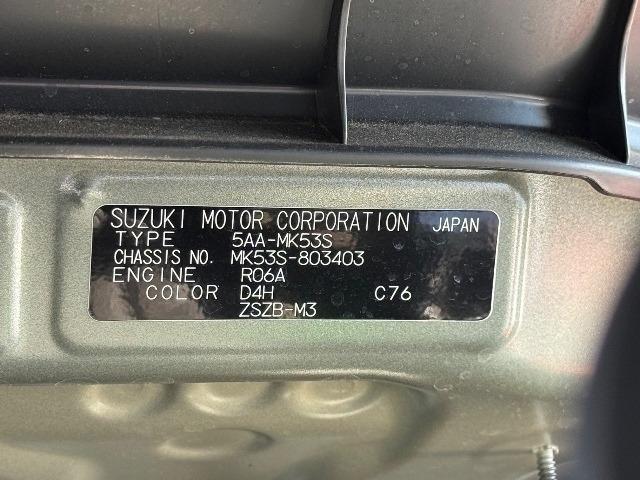 SUZUKI MOTOR CORPORATION JAPAN
TYPE 5AA-MK53S
CHASSIS NO. MK53S-803403
ENGINE R06A
COLOR D4H C76
ZSZB-M3